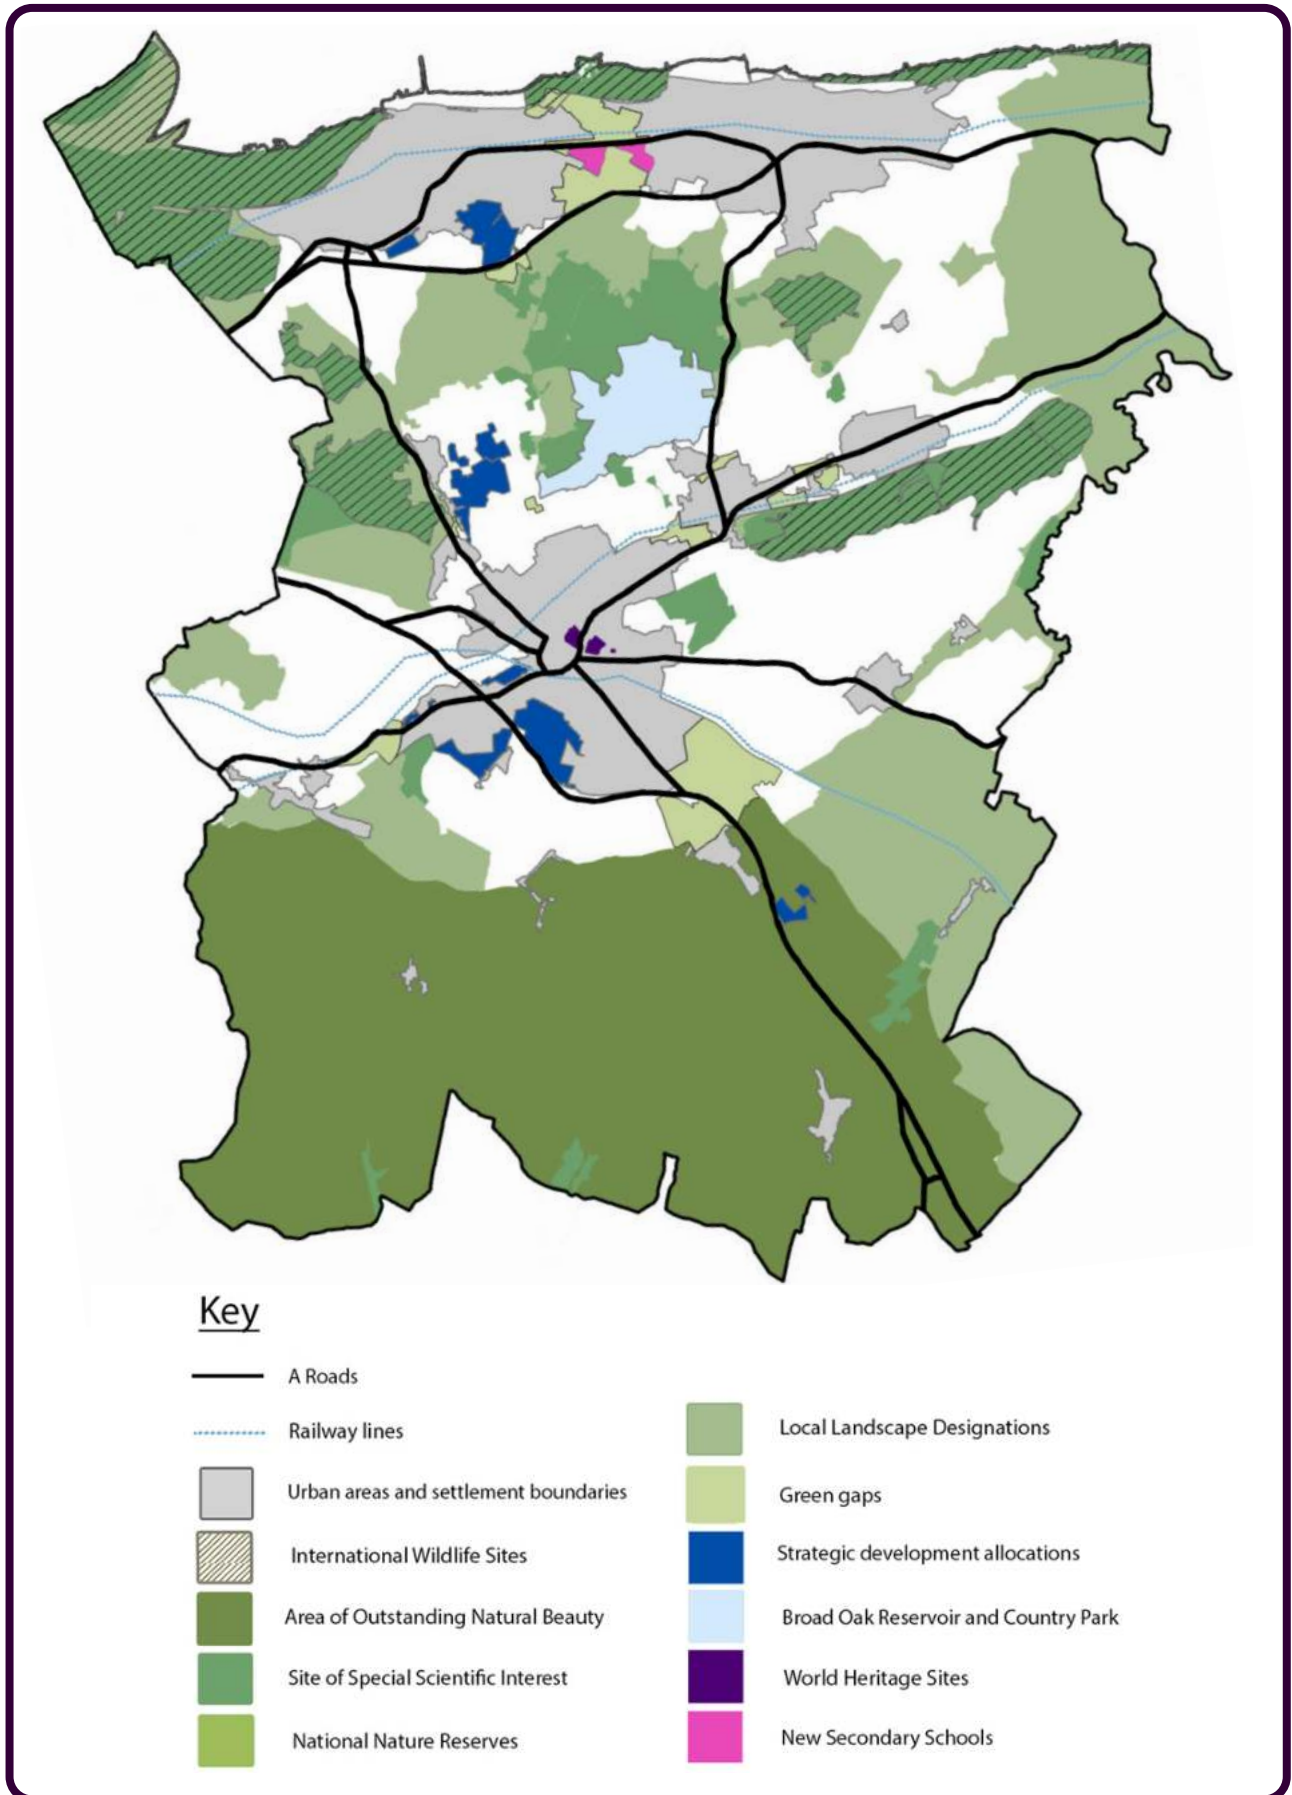 Key
A Roads
Railway lines
Urban areas and settlement boundaries
International Wildlife Sites
Area of Outstanding Natural Beauty
Site of Special Scientific Interest
National Nature Reserves
Local Landscape Designations
Green gaps
Strategic development allocations
Broad Oak Reservoir and Country Park
World Heritage Sites
New Secondary Schools